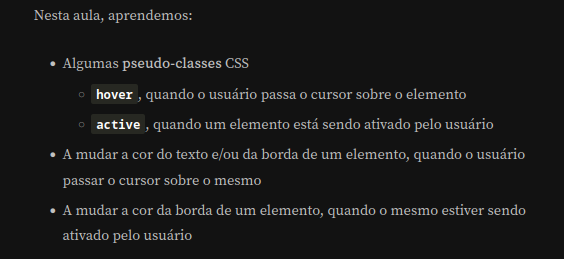 Nesta aula, aprendemos:
• Algumas pseudo-classes CSS
○ hover, quando o usuário passa o cursor sobre o elemento
○ active, quando um elemento está sendo ativado pelo usuário
• A mudar a cor do texto e/ou da borda de um elemento, quando o usuário
passar o cursor sobre o mesmo
• A mudar a cor da borda de um elemento, quando o mesmo estiver sendo
ativado pelo usuário